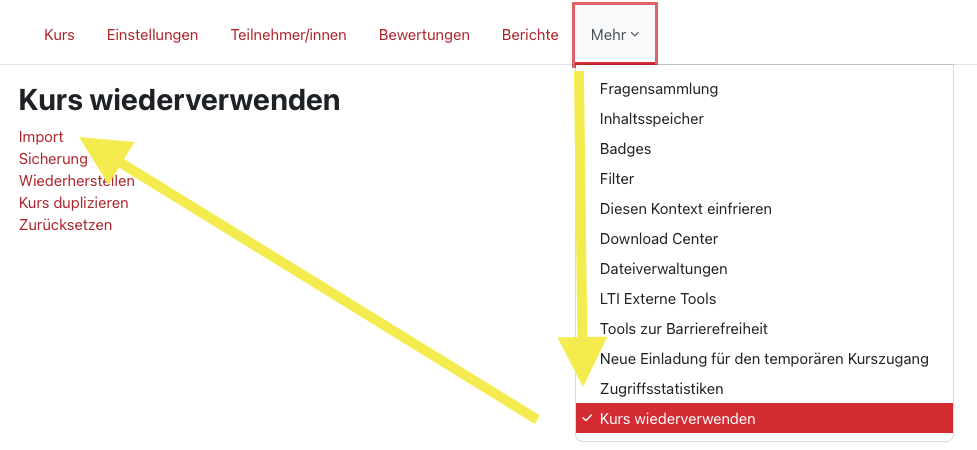 Kurs Einstellungen Teilnehmer/innen Bewertungen Berichte Mehr
Kurs wiederverwenden
Import
Sicherung
Wiederherstellen
Kurs duplizieren
Zurücksetzen
Fragensammlung
Inhaltsspeicher
Badges
Filter
Diesen Kontext einfrieren
Download Center
Dateiverwaltungen
LTI Externe Tools
Tools zur Barrierefreiheit
Neue Einladung für den temporären Kurszugang
Zugriffsstatistiken
Kurs wiederverwenden